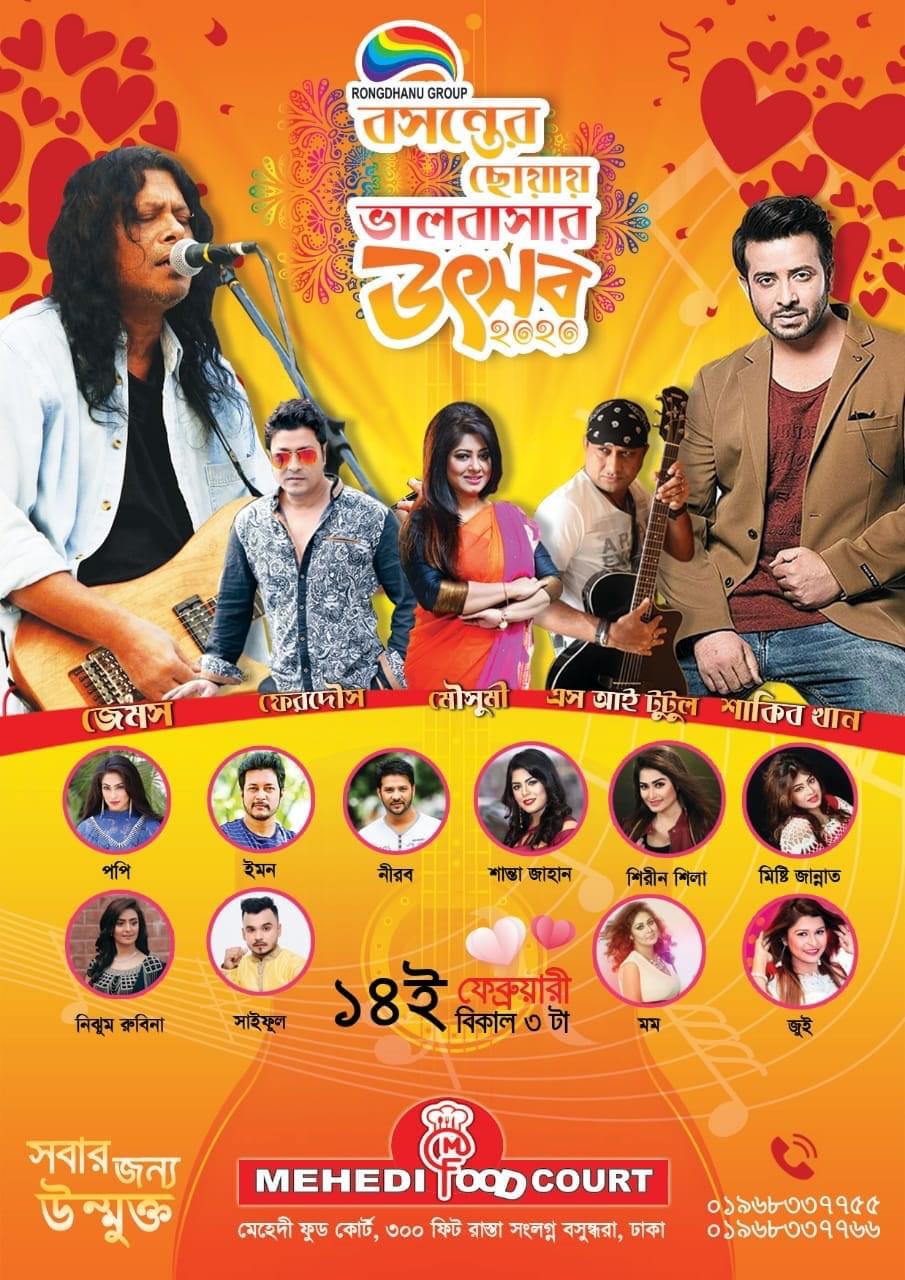 RONGDHANU GROUP
বসন্তের
ছোয়ায়
ভালবাসার
উৎসব
২০২০
জেমস ফেরদৌস মৌসুমী এস আই টুটুল শাকিব খান
পপি ইমন নীরব শান্তা জাহান শিরীন শিলা মিষ্টি জান্নাত
নিঝুম রুবিনা সাইফুল মম জুই
১৪ই ফেব্রুয়ারী
বিকাল ৩ টা
সবার জন্য
উন্মুক্ত
MEHEDI FOOD COURT
মেহেদী ফুড কোর্ট, ৩০০ ফিট রাস্তা সংলগ্ন বসুন্ধরা, ঢাকা
০১৯৬৮৩৩৭৭৫৫
০১৯৬৮৩৩৭৭৬৬